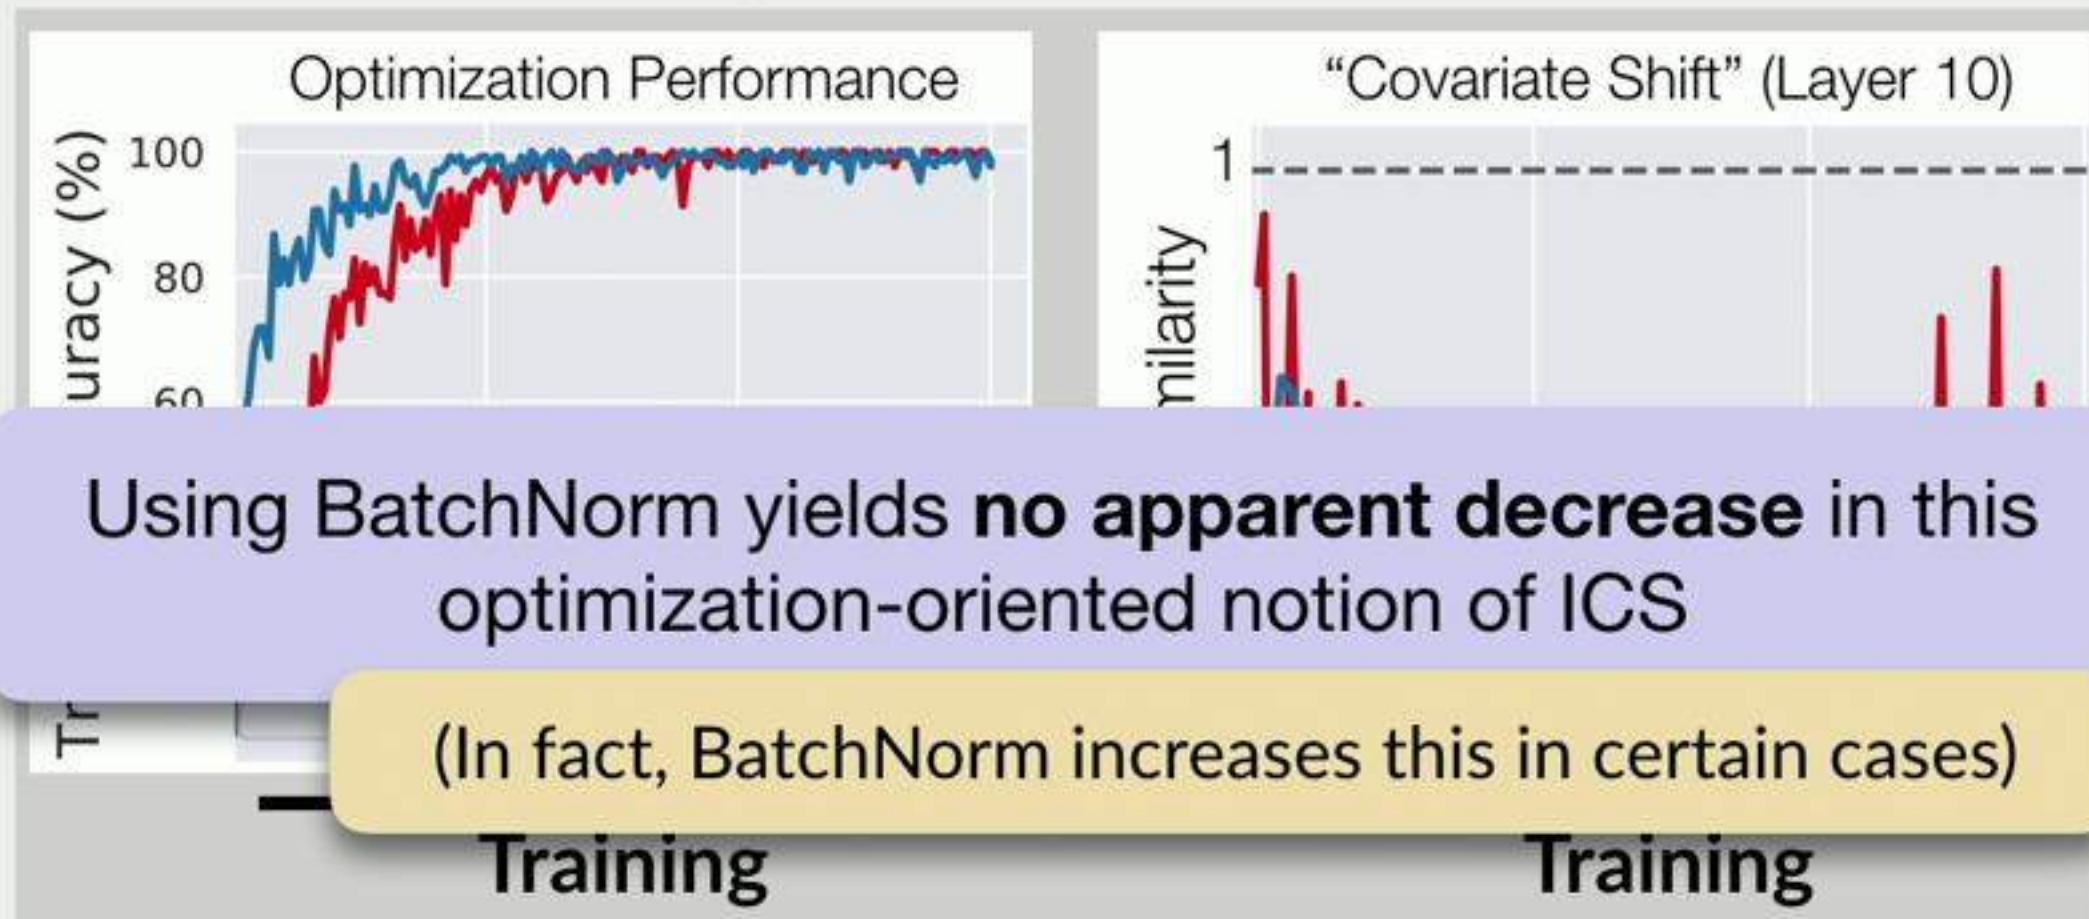 Optimization Performance
“Covariate Shift” (Layer 10)
100
80
60
1
Using BatchNorm yields no apparent decrease in this
optimization-oriented notion of ICS
(In fact, BatchNorm increases this in certain cases)
Training
Training